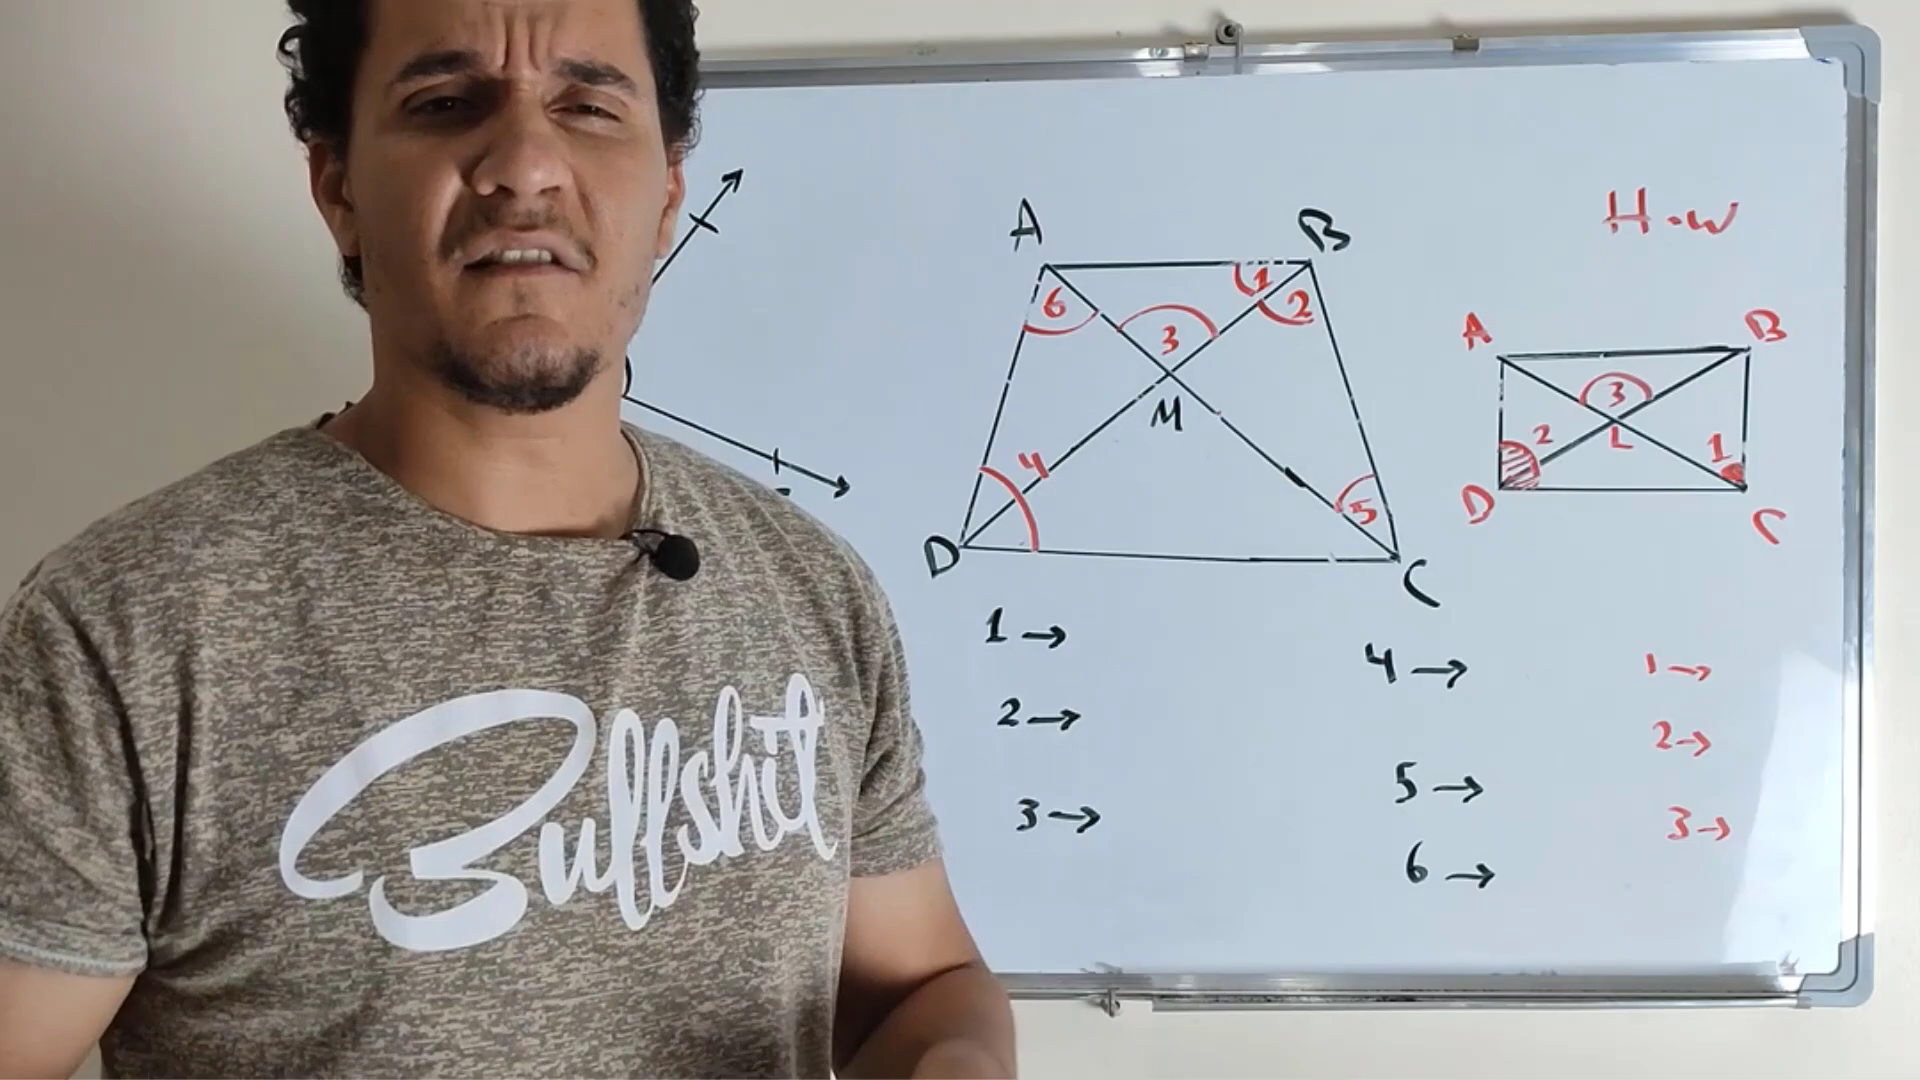 Bullshit
H.w
A B
6 1 2
3
M
4
5
D C
A B
3
2 L 1
D C
1 →
2 →
3 →
4 →
5 →
6 →
1 →
2 →
3 →